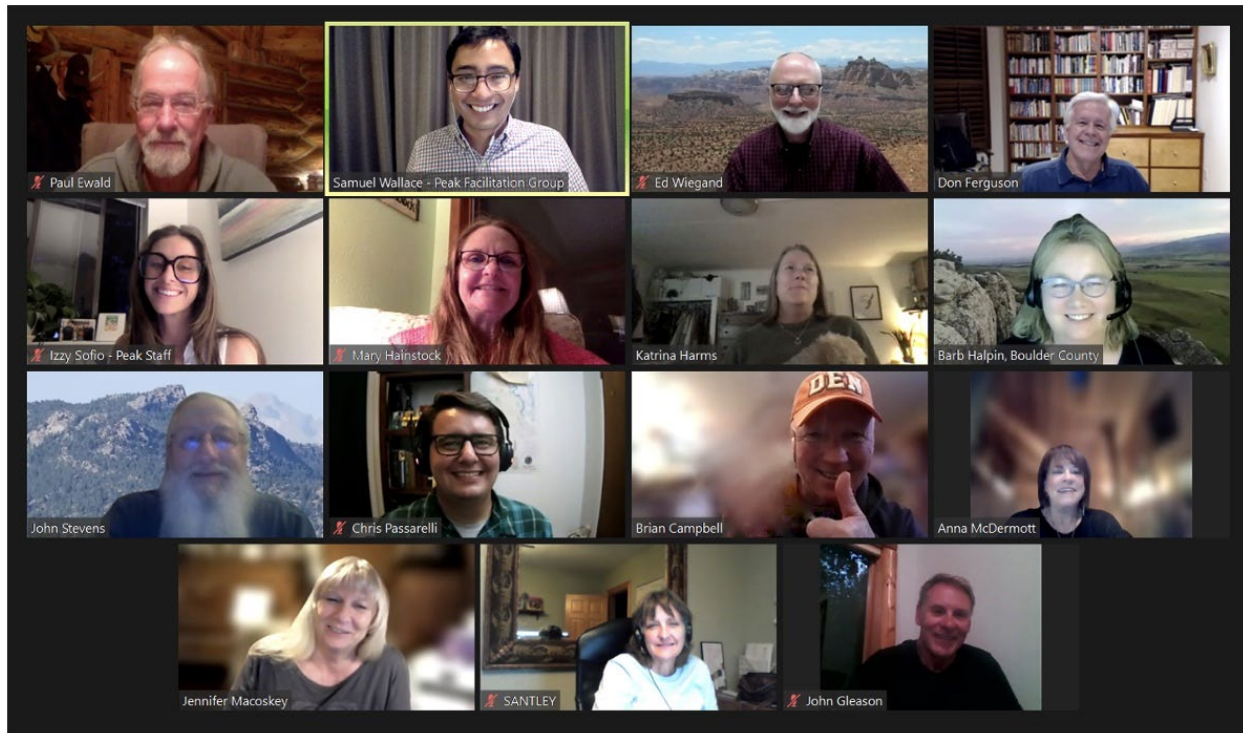 Paul Ewald
Samuel Wallace - Peak Facilitation Group
Ed Wiegand
Don Ferguson
Izzy Sofio - Peak Staff
Mary Hainstock
Katrina Harms
Barb Halpin, Boulder County
John Stevens
Chris Passarelli
DEN
Brian Campbell
Anna McDermott
Jennifer Macoskey
SANTLEY
John Gleason